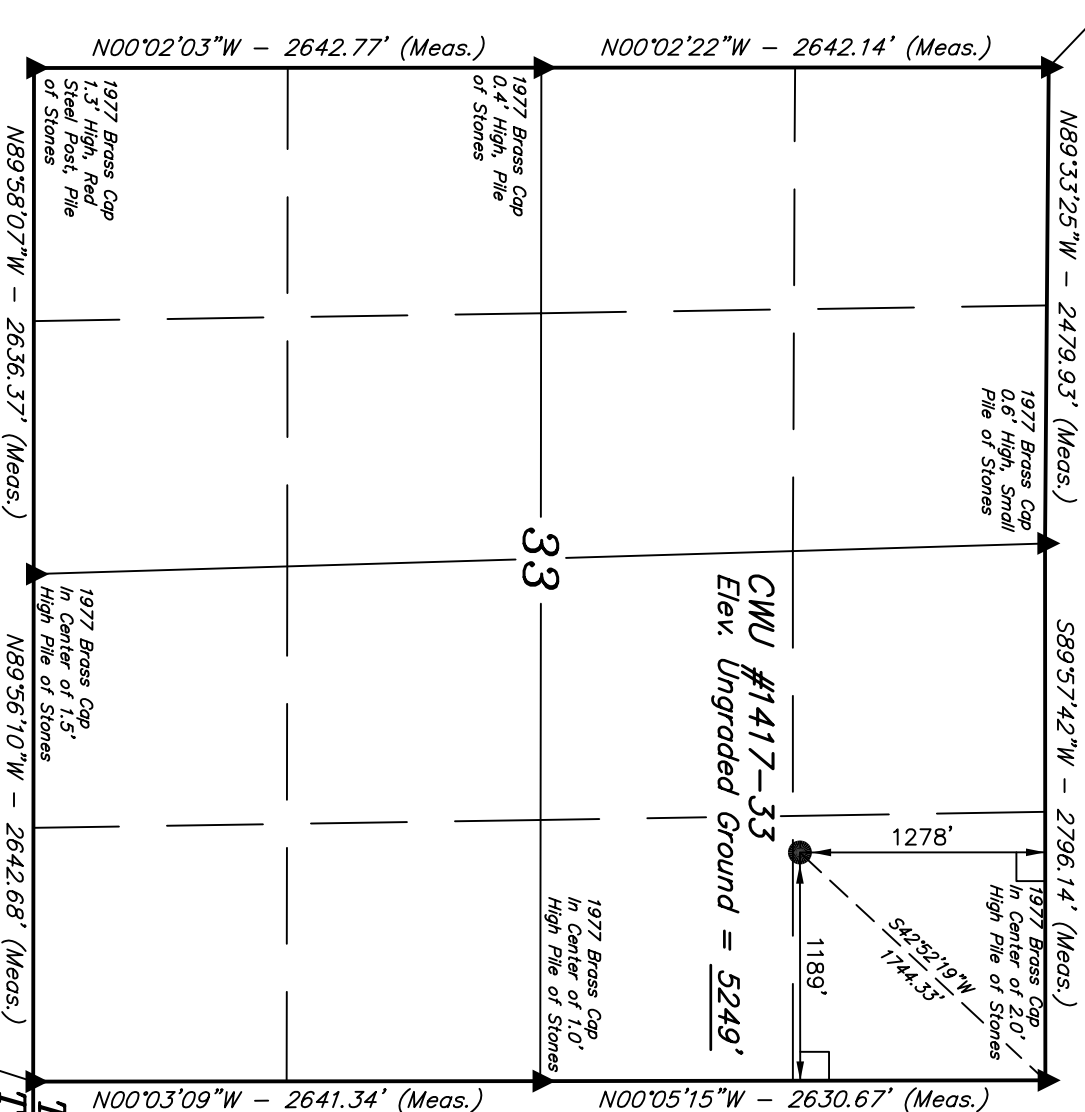 N00°02'03"W - 2642.77' (Meas.)
N00°02'22"W - 2642.14' (Meas.)
N89°33'25"W - 2479.93' (Meas.)
S89°57'42"W - 2796.14' (Meas.)
1977 Brass Cap
1.3' High, Red
Steel Post, Pile
of Stones
1977 Brass Cap
0.4' High, Pile
of Stones
1977 Brass Cap
0.6' High, Small
Pile of Stones
33
CWU #1417-33
Elev. Ungraded Ground = 5249'
1278'
1189'
S42°52'19"W
1744.33'
1977 Brass Cap
In Center of 2.0'
High Pile of Stones
1977 Brass Cap
In Center of 1.5'
High Pile of Stones
1977 Brass Cap
In Center of 1.0'
High Pile of Stones
N89°58'07"W - 2636.37' (Meas.)
N89°56'10"W - 2642.68' (Meas.)
N00°03'09"W - 2641.34' (Meas.)
N00°05'15"W - 2630.67' (Meas.)